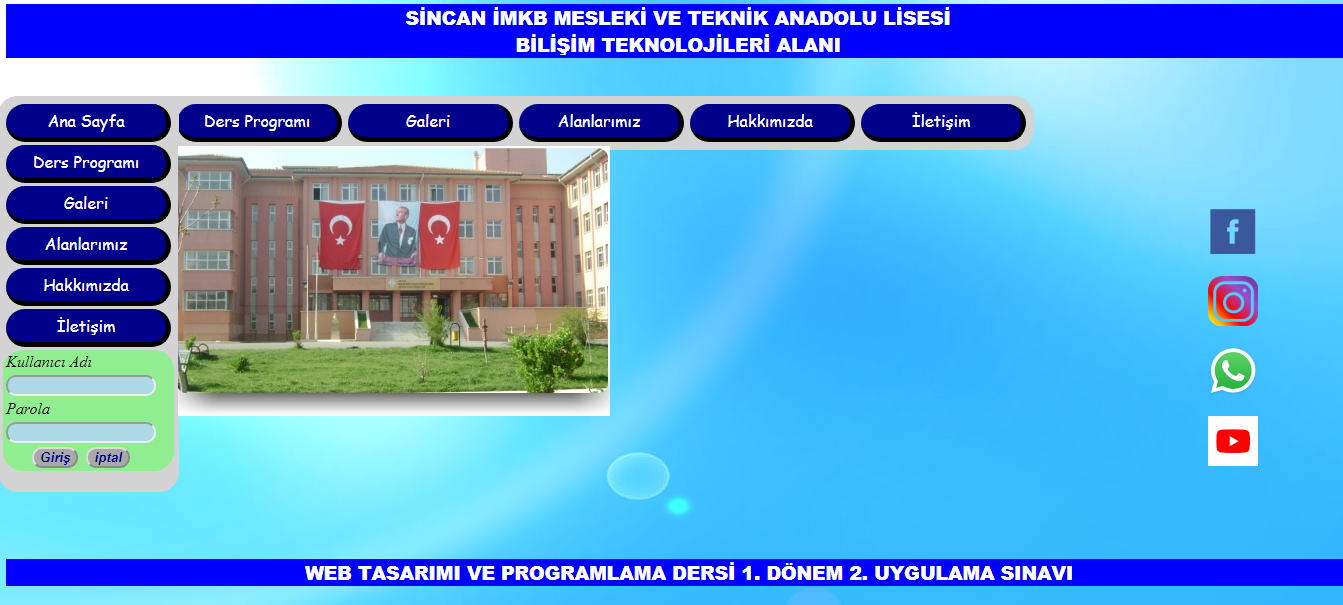 SİNCAN İMKB MESLEKİ VE TEKNİK ANADOLU LİSESİ
BİLİŞİM TEKNOLOJİLERİ ALANI
Ana Sayfa
Ders Programı
Galeri
Alanlarımız
Hakkımızda
İletişim
Ders Programı
Galeri
Alanlarımız
Hakkımızda
İletişim
Kullanıcı Adı
Parola
Giriş iptal
WEB TASARIMI VE PROGRAMLAMA DERSİ 1. DÖNEM 2. UYGULAMA SINAVI